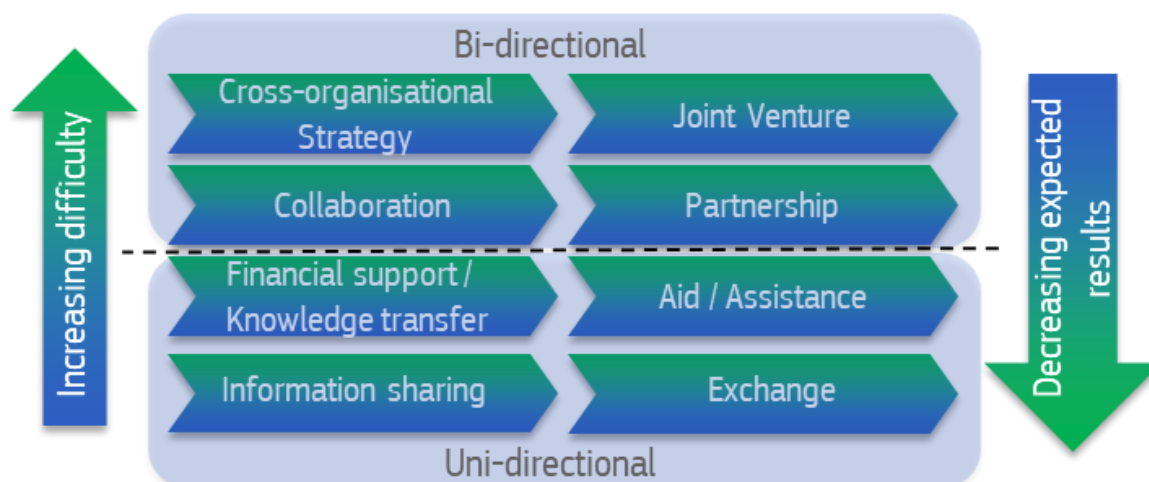 Bi-directional
Increasing difficulty
Cross-organisational
Strategy
Joint Venture
Collaboration
Partnership
Financial support /
Knowledge transfer
Aid / Assistance
Information sharing
Exchange
Decreasing expected
results
Uni-directional